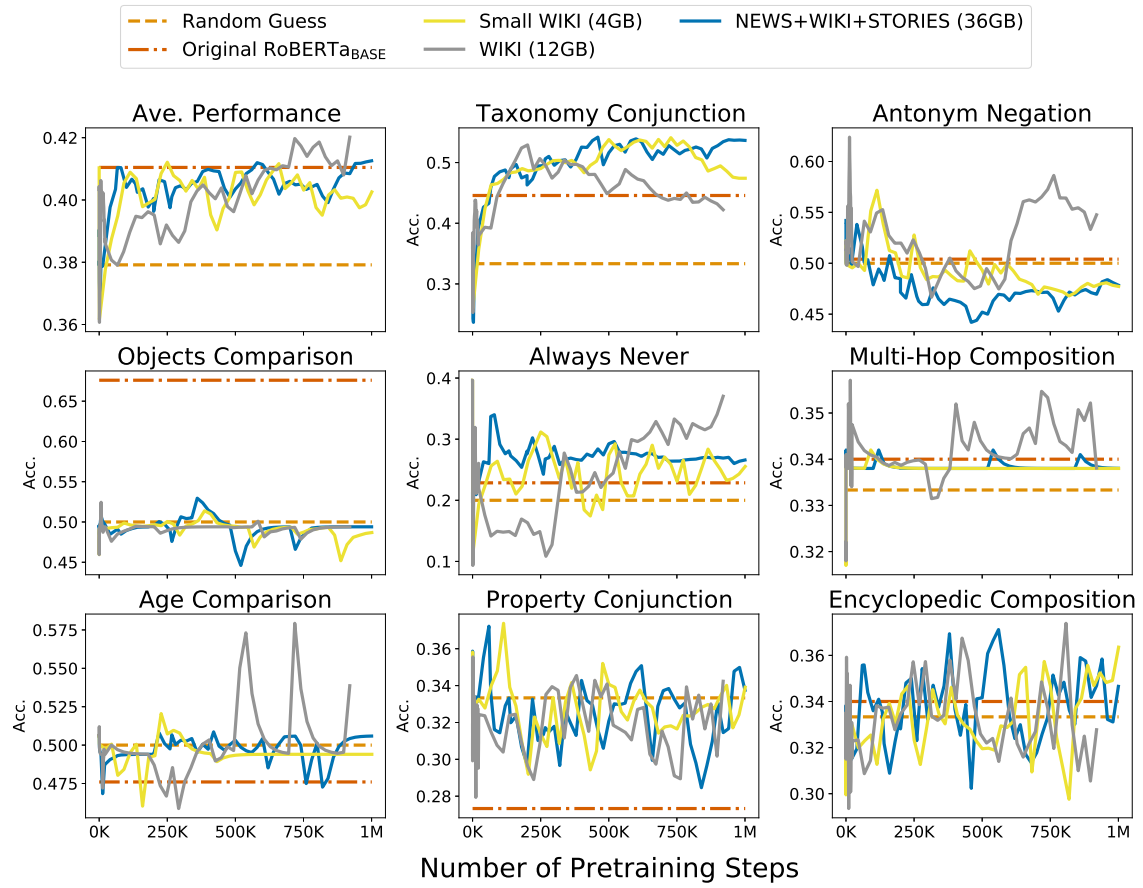 Random Guess
Original RoBERTa BASE
Small WIKI (4GB)
WIKI (12GB)
NEWS+WIKI+STORIES (36GB)
Ave. Performance
0.42
0.40
0.38
0.36
Taxonomy Conjunction
Acc.
0.5
0.4
0.3
Antonym Negation
Acc.
0.60
0.55
0.50
0.45
Objects Comparison
Acc.
0.65
0.60
0.55
0.50
0.45
Always Never
Acc.
0.4
0.3
0.2
0.1
Multi-Hop Composition
Acc.
0.35
0.34
0.33
0.32
Age Comparison
Acc.
0.575
0.550
0.525
0.500
0.475
0K 250K 500K 750K 1M
Property Conjunction
Acc.
0.36
0.34
0.32
0.30
0.28
0K 250K 500K 750K 1M
Encyclopedic Composition
Acc.
0.36
0.34
0.32
0.30
0K 250K 500K 750K 1M
Number of Pretraining Steps